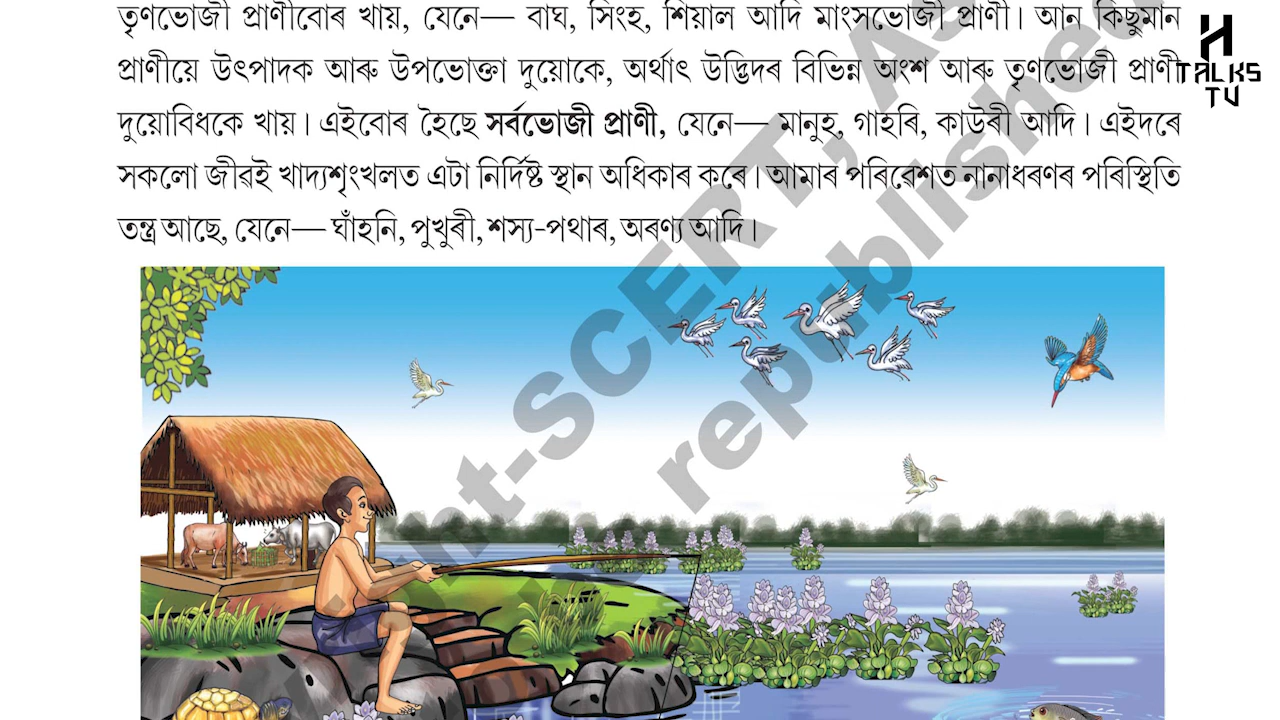 তৃণভোজী প্ৰাণীবোৰ খায়, যেনে— বাঘ, সিংহ, শিয়াল আদি মাংসভোজী প্ৰাণী। আন কিছুমান
প্ৰাণীয়ে উৎপাদক আৰু উপভোক্তা দুয়োকে, অৰ্থাৎ উদ্ভিদৰ বিভিন্ন অংশ আৰু তৃণভোজী প্ৰাণী
দুয়োবিধকে খায়। এইবোৰ হৈছে সৰ্বভোজী প্ৰাণী, যেনে— মানুহ, গাহৰি, কাউৰী আদি। এইদৰে
সকলো জীৱই খাদ্যশৃংখলত এটা নিৰ্দিষ্ট স্থান অধিকাৰ কৰে। আমাৰ পৰিৱেশত নানাধৰণৰ পৰিস্থিতি
তন্ত্ৰ আছে, যেনে— ঘাঁহনি, পুখুৰী, শস্য-পথাৰ, অৰণ্য আদি।
H
TALKS
TV
SCERT,
republished